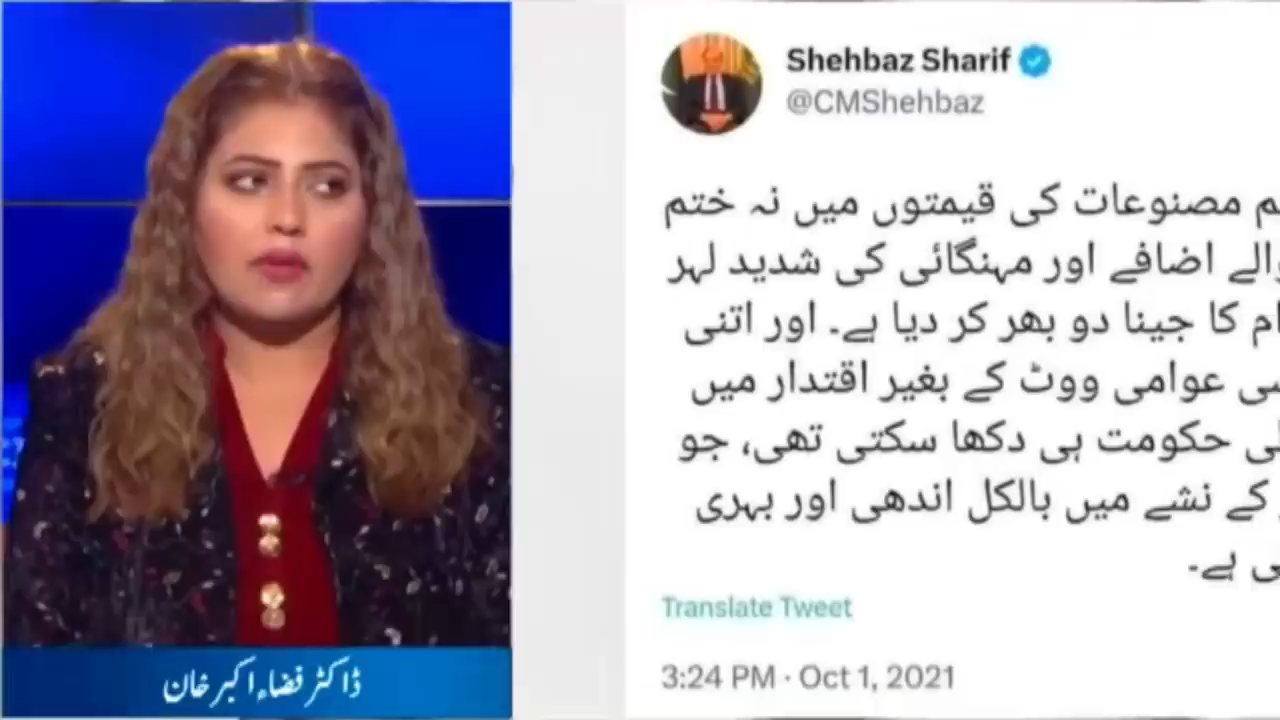 Shehbaz Sharif
@CMShehbaz
مصنوعات کی قیمتوں میں نہ ختم
والے اضافے اور مہنگائی کی شدید لہر
کا جینا دو بھر کر دیا ہے۔ اور اتنی
عوامی ووٹ کے بغیر اقتدار میں
حکومت ہی دکھا سکتی تھی، جو
کے نشے میں بالکل اندھی اور بہری
ہے۔
Translate Tweet
3:24 PM · Oct 1, 2021
ڈاکٹر فضاء اکبر خان